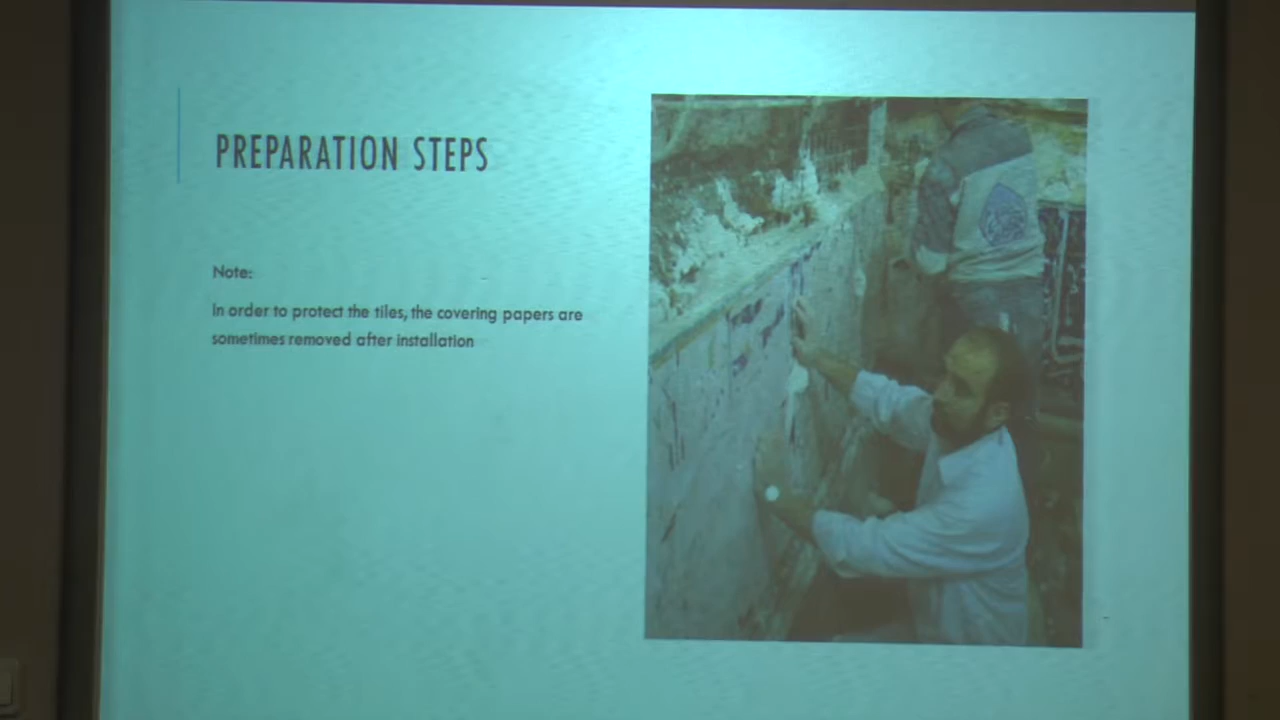 PREPARATION STEPS
Note:
In order to protect the tiles, the covering papers are
sometimes removed after installation